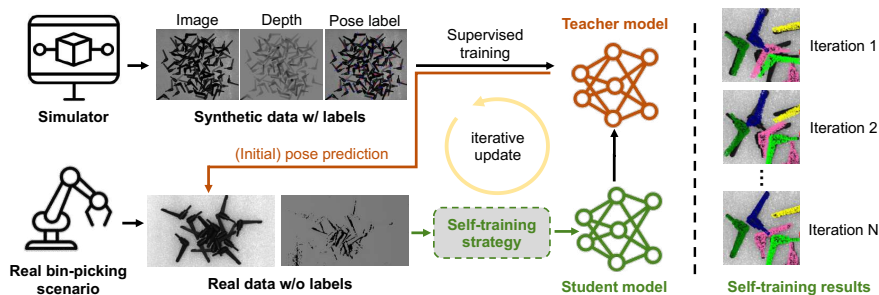 Image
Depth
Pose label
Simulator
Synthetic data w/ labels
Supervised
training
Teacher model
(Initial) pose prediction
iterative
update
Real bin-picking
scenario
Real data w/o labels
Self-training
strategy
Student model
Iteration 1
Iteration 2
Iteration N
Self-training results